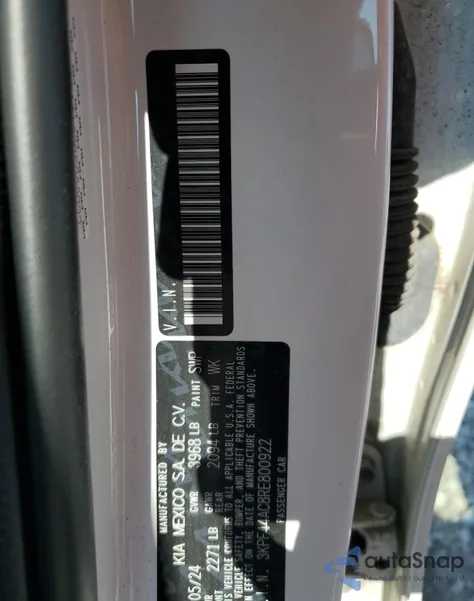 V.I.N.
MANUFACTURED BY
KIA MEXICO S.A. DE C.V.
05/24 GVWR 3968 LB PAINT SWP
2271 LB GAWR REAR 2094 LB TRIM WK
THIS VEHICLE CONFORMS TO ALL APPLICABLE U.S.A. FEDERAL
SAFETY, BUMPER, AND THEFT PREVENTION STANDARDS
IN EFFECT ON THE DATE OF MANUFACTURE SHOWN ABOVE.
V.I.N. 3KPF44AC8RE800922
PASSENGER CAR
autoSnap